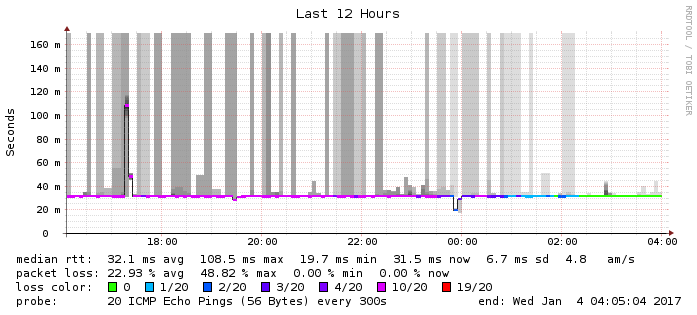 Last 12 Hours
RRDTOOL / TOBI OETIKER
Seconds
160 m
140 m
120 m
100 m
80 m
60 m
40 m
20 m
0
18:00 20:00 22:00 00:00 02:00 04:00
median rtt: 32.1 ms avg 108.5 ms max 19.7 ms min 31.5 ms now 6.7 ms sd 4.8 am/s
packet loss: 22.93 % avg 48.82 % max 0.00 % min 0.00 % now
loss color: 0 1/20 2/20 3/20 4/20 10/20 19/20
probe: 20 ICMP Echo Pings (56 Bytes) every 300s end: Wed Jan 4 04:05:04 2017